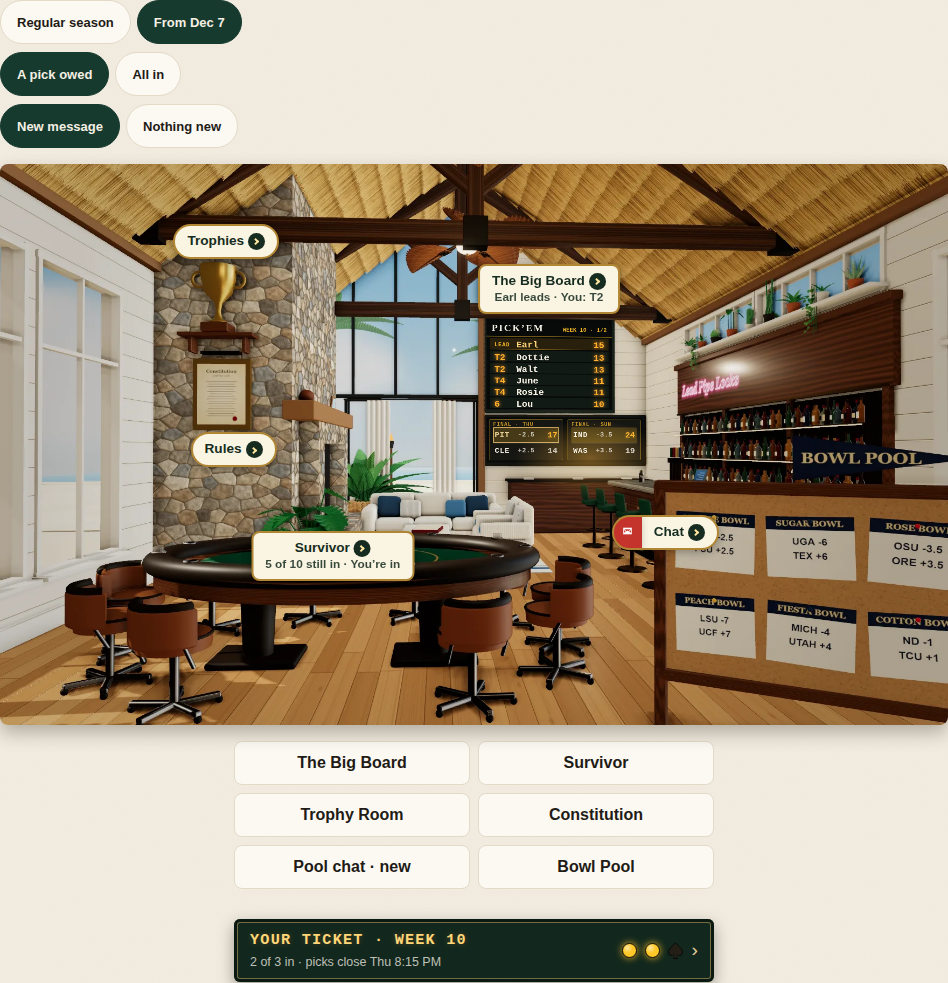 Regular season
From Dec 7
A pick owed
All in
New message
Nothing new
Trophies
The Big Board
Earl leads · You: T2
PICK'EM WEEK 10 · 1/2
LEAD Earl 15
T2 Dottie 13
T2 Walt 13
T4 June 11
T4 Rosie 11
6 Lou 10
FINAL · THU
PIT -2.5 17
CLE +2.5 14
FINAL · SUN
IND -3.5 24
WAS +3.5 19
Constitution
Rules
Lead Pipe Locks
BOWL POOL
Survivor
5 of 10 still in · You're in
Chat
BOWL
-2.5
+2.5
SUGAR BOWL
UGA -6
TEX +6
ROSE BOWL
OSU -3.5
ORE +3.5
PEACH BOWL
LSU -7
UCF +7
FIESTA BOWL
MICH -4
UTAH +4
COTTON BOW
ND -1
TCU +1
The Big Board
Survivor
Trophy Room
Constitution
Pool chat · new
Bowl Pool
YOUR TICKET · WEEK 10
2 of 3 in · picks close Thu 8:15 PM